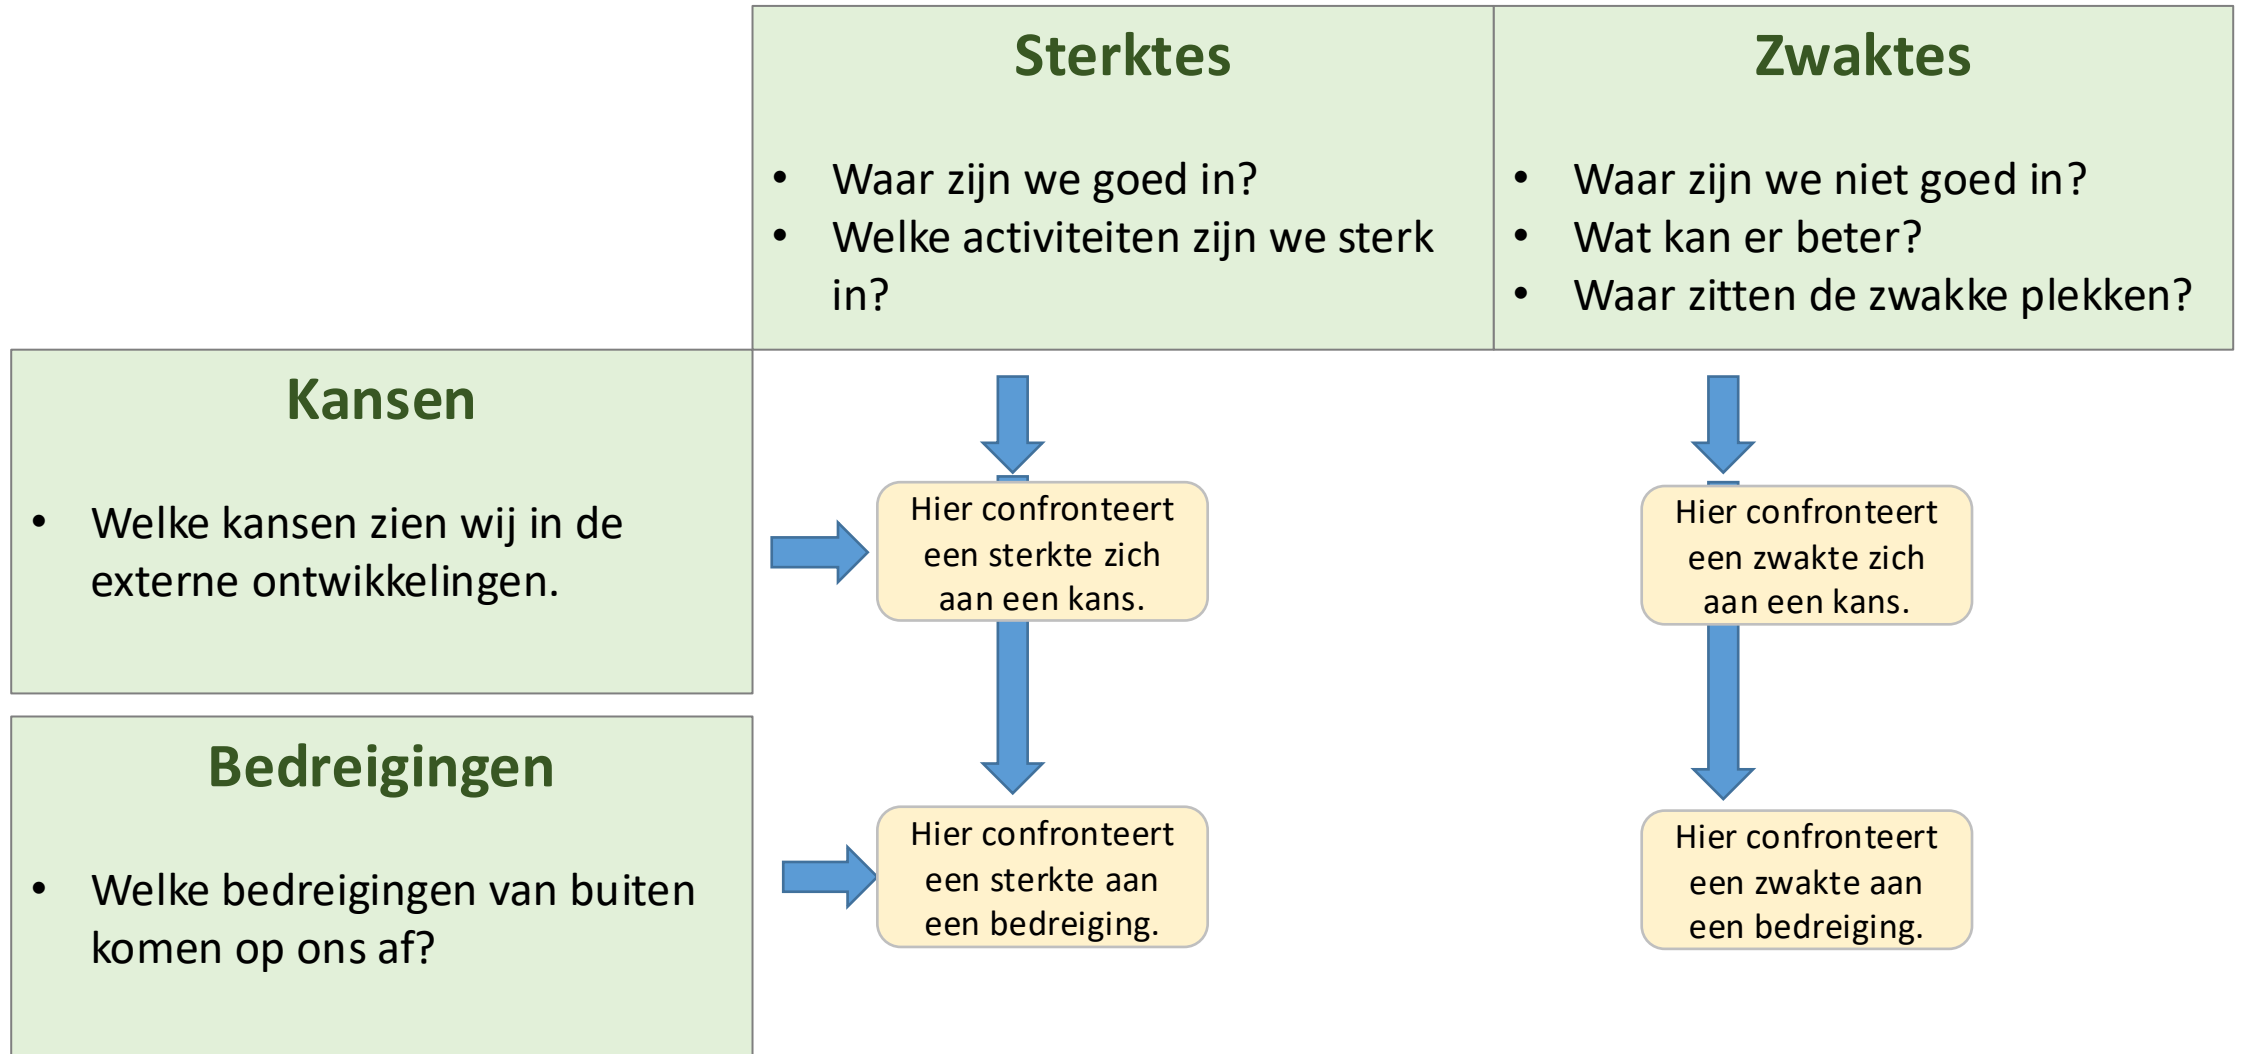 Sterktes
• Waar zijn we goed in?
• Welke activiteiten zijn we sterk
in?
Zwaktes
• Waar zijn we niet goed in?
• Wat kan er beter?
• Waar zitten de zwakke plekken?
Kansen
• Welke kansen zien wij in de
externe ontwikkelingen.
Hier confronteert
een sterkte zich
aan een kans.
Hier confronteert
een zwakte zich
aan een kans.
Bedreigingen
• Welke bedreigingen van buiten
komen op ons af?
Hier confronteert
een sterkte aan
een bedreiging.
Hier confronteert
een zwakte aan
een bedreiging.